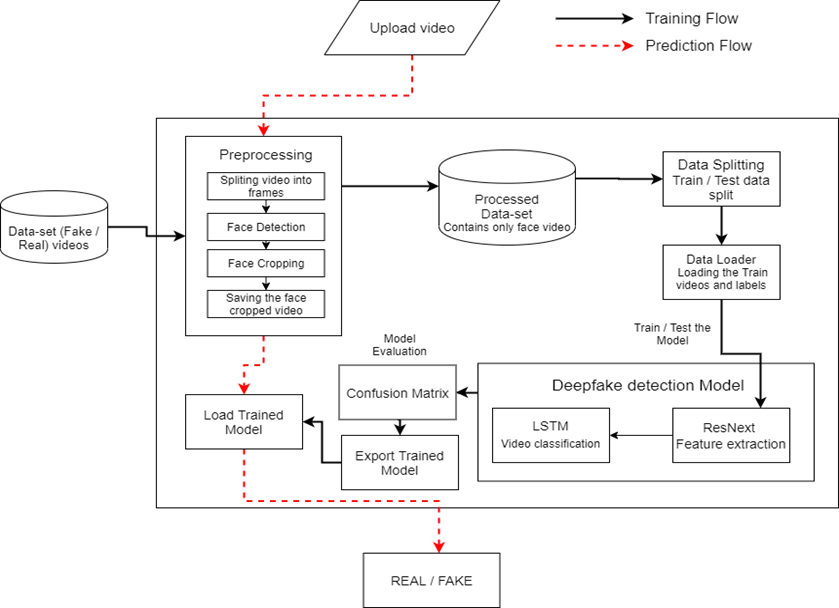 Upload video
Training Flow
Prediction Flow
Preprocessing
Spliting video into
frames
Face Detection
Face Cropping
Saving the face
cropped video
Data-set (Fake /
Real) videos
Processed
Data-set
Contains only face video
Data Splitting
Train / Test data
split
Data Loader
Loading the Train
videos and labels
Train / Test the
Model
Model
Evaluation
Confusion Matrix
Deepfake detection Model
LSTM
Video classification
ResNext
Feature extraction
Load Trained
Model
Export Trained
Model
REAL / FAKE